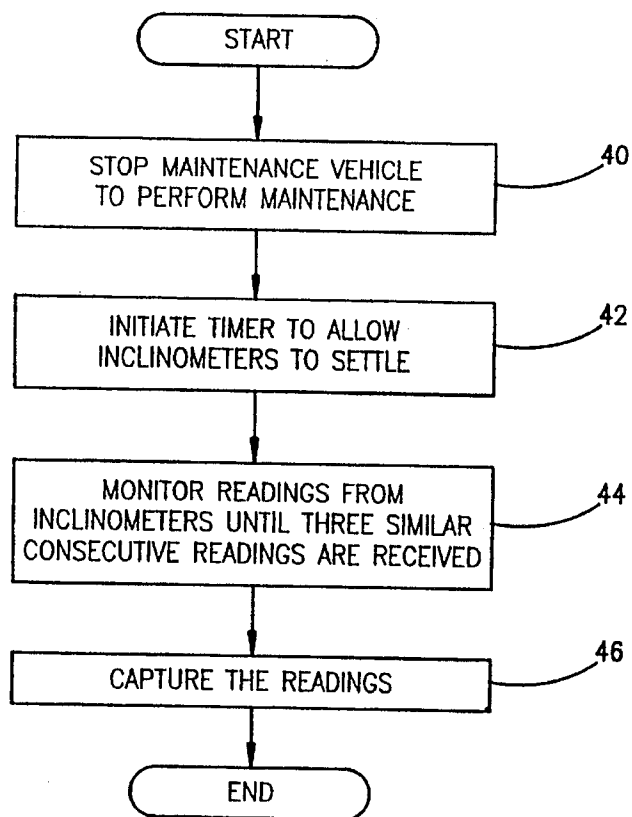 START
STOP MAINTENANCE VEHICLE
TO PERFORM MAINTENANCE
40
INITIATE TIMER TO ALLOW
INCLINOMETERS TO SETTLE
42
MONITOR READINGS FROM
INCLINOMETERS UNTIL THREE SIMILAR
CONSECUTIVE READINGS ARE RECEIVED
44
CAPTURE THE READINGS
46
END